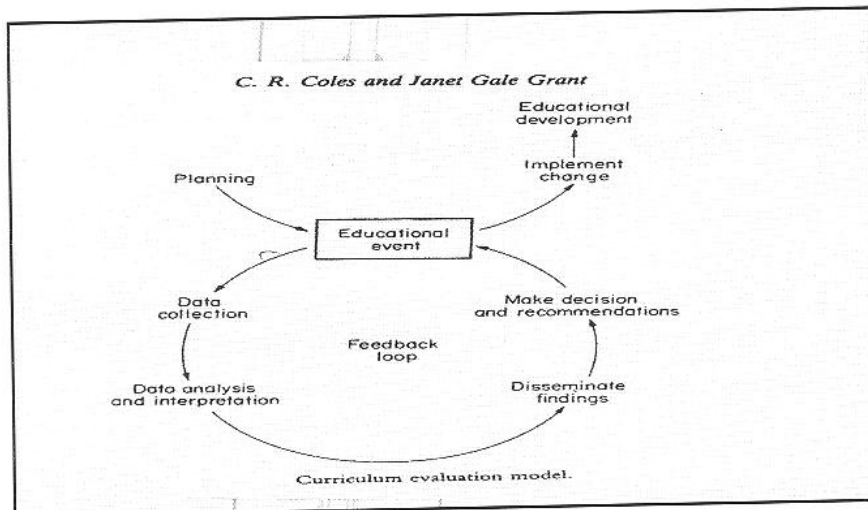 C. R. Coles and Janet Gale Grant
Educational
development
Implement
change
Planning
Educational
event
Data
collection
Make decision
and recommendations
Feedback
loop
Data analysis
and interpretation
Disseminate
findings
Curriculum evaluation model.